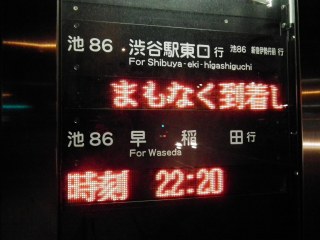 池86 渋谷駅東口 行 池86 新宿伊勢丹前 行
For Shibuya-eki-higashiguchi
まもなく到着し
池86 早稲田 行
For Waseda
時刻 22:20